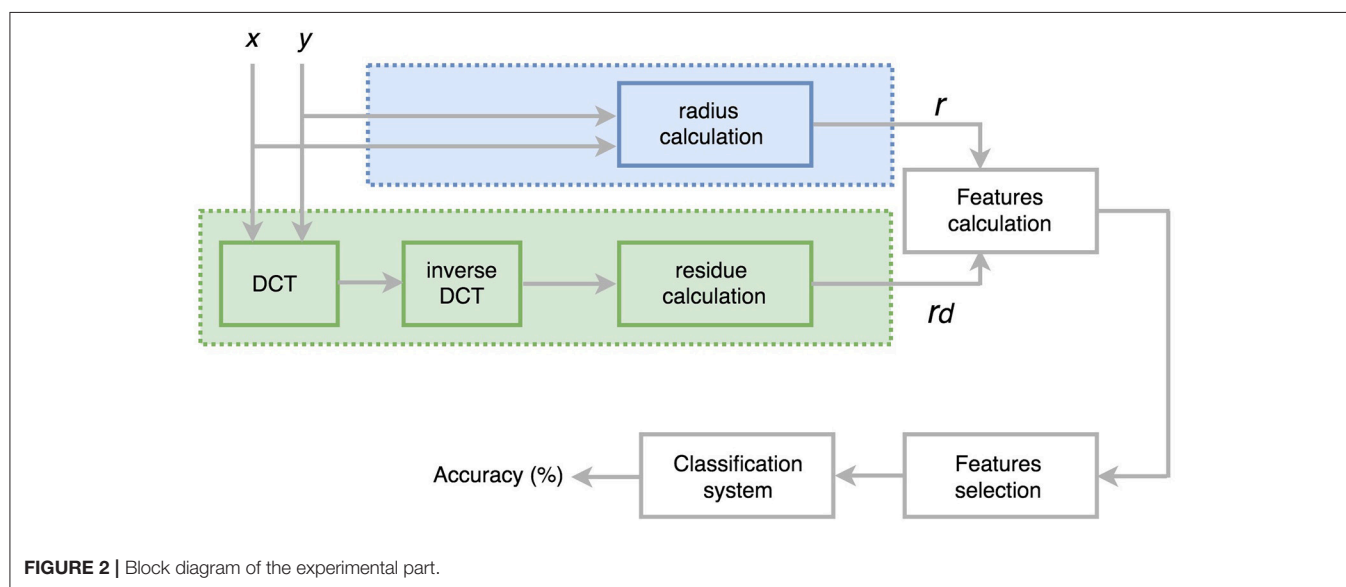 x
y
radius
calculation
r
Features
calculation
DCT
inverse
DCT
residue
calculation
rd
Accuracy (%)
Classification
system
Features
selection
FIGURE 2 | Block diagram of the experimental part.